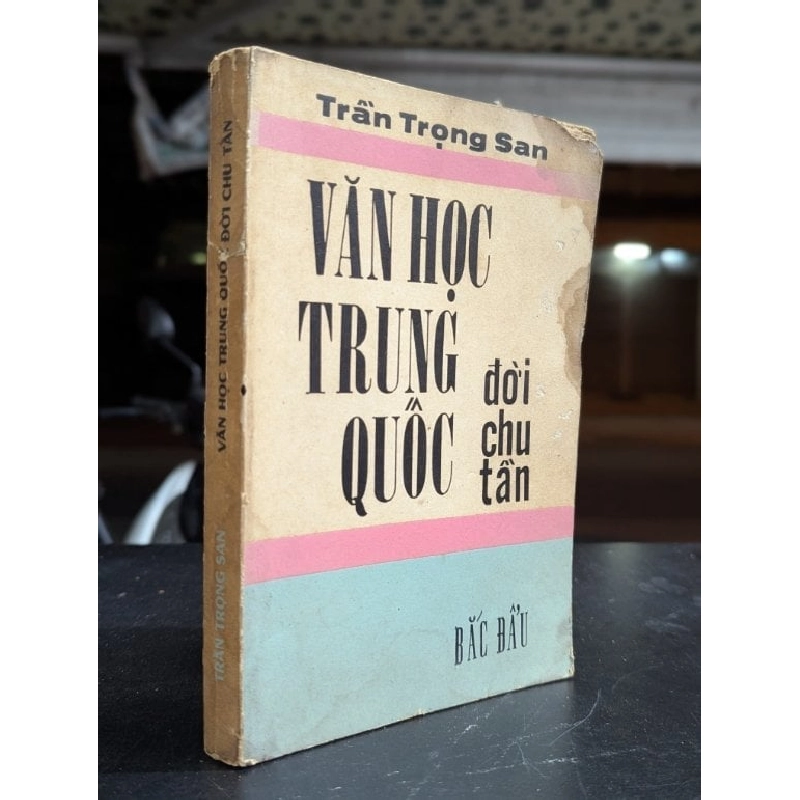 Trần Trọng San
VĂN HỌC
TRUNG
QUỐC
đời
chu
tần
BẮC ĐẨU
VĂN HỌC TRUNG QUỐC ĐỜI CHU TẦN
TRẦN TRỌNG SAN